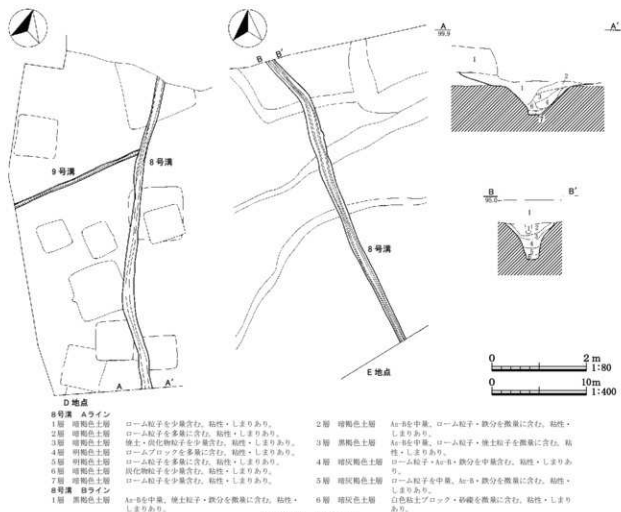 A
99.9
A'
B
B'
1
2
1
3
4
8号溝
9号溝
8号溝
B
95.0
B'
1
4
A
A'
D 地点
E 地点
0 2 m
1:80
0 10m
1:400
8号溝 Aライン
1層 暗褐色土層 ローム粒子を少量含む。粘性・しまりあり。
2層 暗褐色土層 ローム粒子を多量に含む。粘性・しまりあり。
3層 暗褐色土層 焼土・炭化物粒子を少量含む。粘性・しまりあり。
4層 明褐色土層 ロームブロックを多量に含む。粘性・しまりあり。
5層 明褐色土層 ローム粒子を多量に含む。粘性・しまりあり。
6層 暗褐色土層 炭化物粒子を少量含む。粘性・しまりあり。
7層 暗褐色土層 ローム粒子を少量含む。粘性・しまりあり。
8号溝 Bライン
1層 黒褐色土層 As-Bを中量、焼土粒子・鉄分を微量に含む。粘性・
しまりあり。
2層 暗褐色土層 As-Bを中量、ローム粒子・鉄分を微量に含む。粘性・
しまりあり。
3層 黒褐色土層 As-Bを中量、ローム粒子・焼土粒子を微量に含む。粘
性・しまりあり。
4層 暗灰褐色土層 ローム粒子・As-B・鉄分を中量含む。粘性・しまりあ
り。
5層 暗灰褐色土層 ローム粒子を中量、As-B・鉄分を微量に含む。粘性・
しまりあり。
6層 暗灰色土層 白色粘土ブロック・砂礫を微量に含む。粘性・しまり
あり。